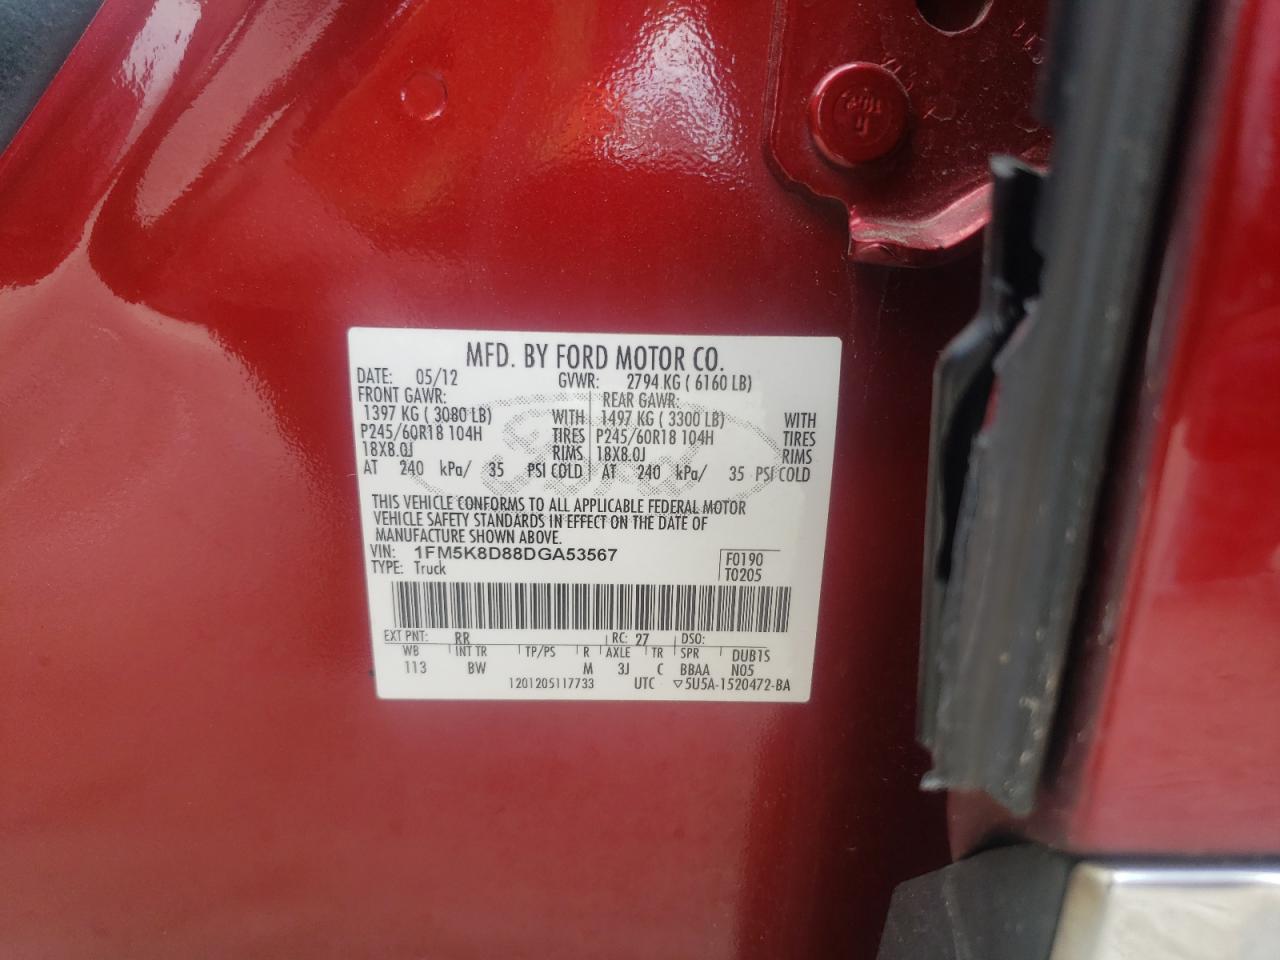 MFD. BY FORD MOTOR CO.
DATE: 05/12 GVWR: 2794 KG ( 6160 LB)
FRONT GAWR: REAR GAWR:
1397 KG ( 3080 LB) WITH 1497 KG ( 3300 LB) WITH
P245/60R18 104H TIRES P245/60R18 104H TIRES
18X8.0J RIMS 18X8.0J RIMS
AT 240 kPa/ 35 PSI COLD AT 240 kPa/ 35 PSI COLD
Ford
THIS VEHICLE CONFORMS TO ALL APPLICABLE FEDERAL MOTOR
VEHICLE SAFETY STANDARDS IN EFFECT ON THE DATE OF
MANUFACTURE SHOWN ABOVE.
VIN: 1FM5K8D88DGA53567 F0190
TYPE: Truck T0205
EXT PNT: RR RC: 27 DSO:
WB INT TR TP/PS R AXLE TR SPR DUB1S
113 BW M 3J C BBAA N05
1201205117733 UTC ▽5U5A-1520472-BA